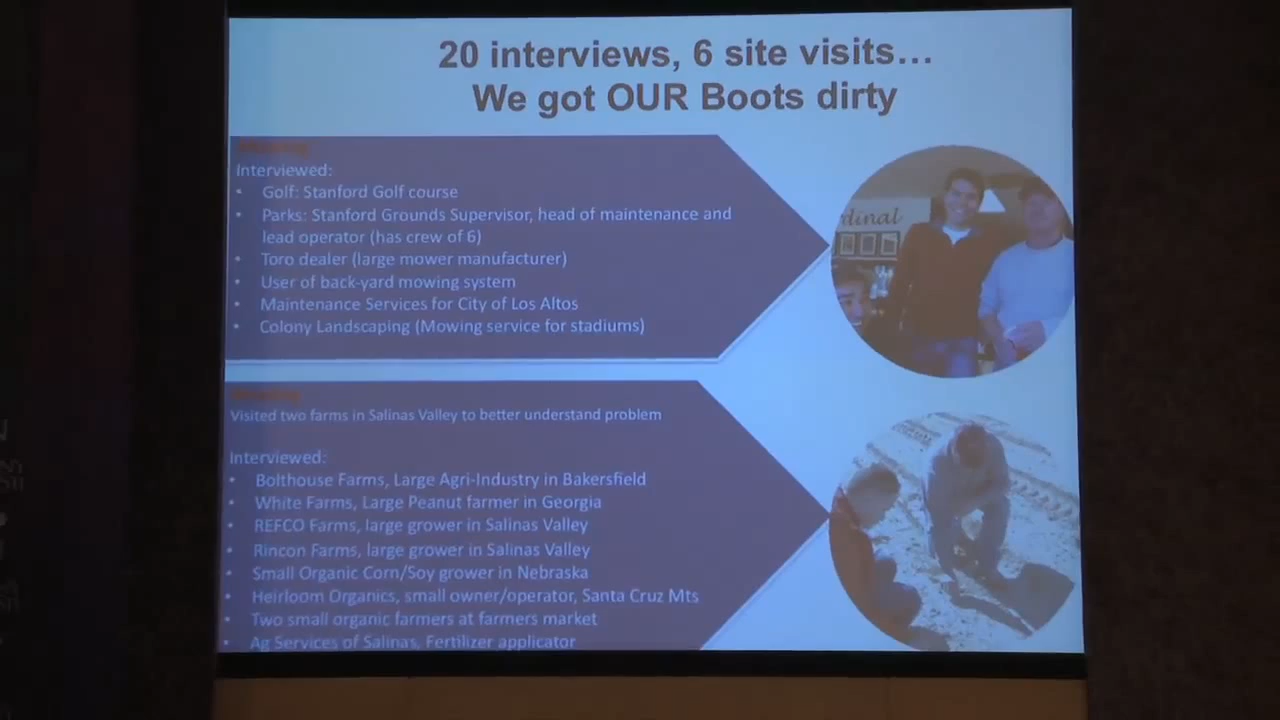 20 interviews, 6 site visits…
We got OUR Boots dirty
Interviewed:
• Golf: Stanford Golf course
• Parks: Stanford Grounds Supervisor, head of maintenance and
lead operator (has crew of 6)
• Toro dealer (large mower manufacturer)
• User of back-yard mowing system
• Maintenance Services for City of Los Altos
• Colony Landscaping (Mowing service for stadiums)
rdinal
Visited two farms in Salinas Valley to better understand problem
Interviewed:
• Bolthouse Farms, Large Agri-Industry in Bakersfield
• White Farms, Large Peanut farmer in Georgia
• REFCO Farms, large grower in Salinas Valley
• Rincon Farms, large grower in Salinas Valley
• Small Organic Corn/Soy grower in Nebraska
• Heirloom Organics, small owner/operator, Santa Cruz Mts
• Two small organic farmers at farmers market
• Ag Services of Salinas, Fertilizer applicator